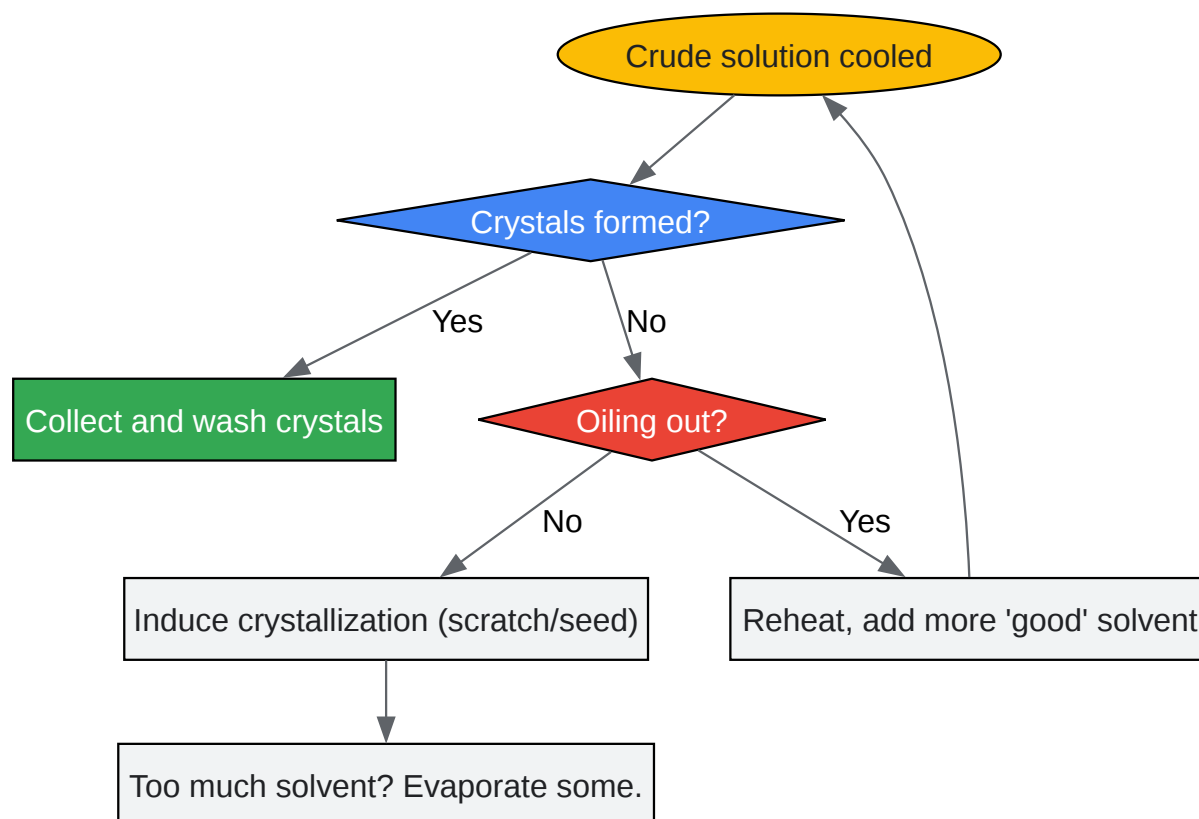 Crude solution cooled
Crystals formed?
Yes
No
Collect and wash crystals
Oiling out?
No
Yes
Induce crystallization (scratch/seed)
Reheat, add more 'good' solvent
Too much solvent? Evaporate some.